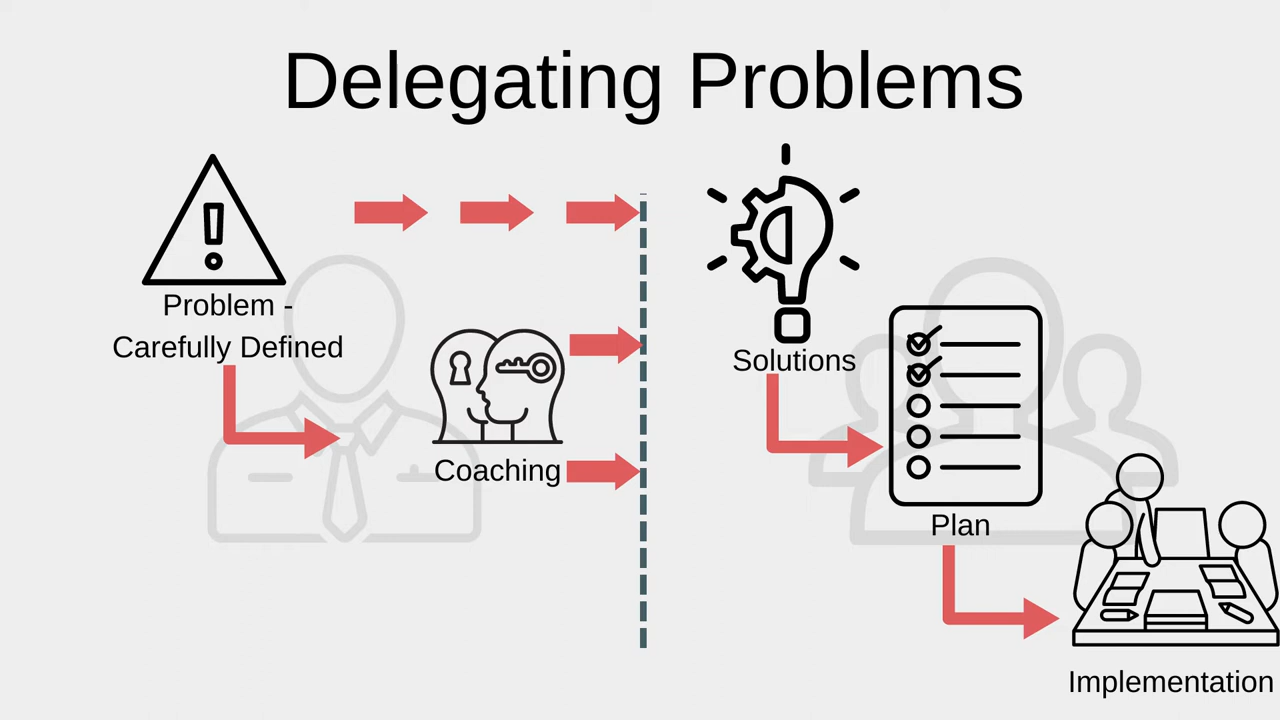 Delegating Problems
Problem -
Carefully Defined
Coaching
Solutions
Plan
Implementation